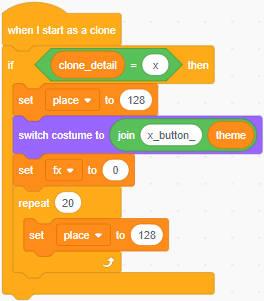 when I start as a clone
if clone_detail = x then
set place to 128
switch costume to join x_button_ theme
set fx to 0
repeat 20
set place to 128